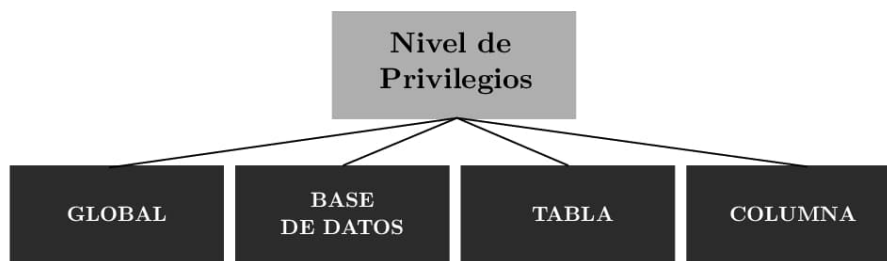 Nivel de
Privilegios
GLOBAL
BASE
DE DATOS
TABLA
COLUMNA